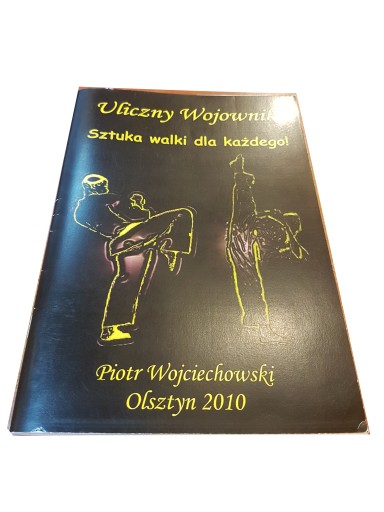 Uliczny Wojownik
Sztuka walki dla każdego!
Piotr Wojciechowski
Olsztyn 2010